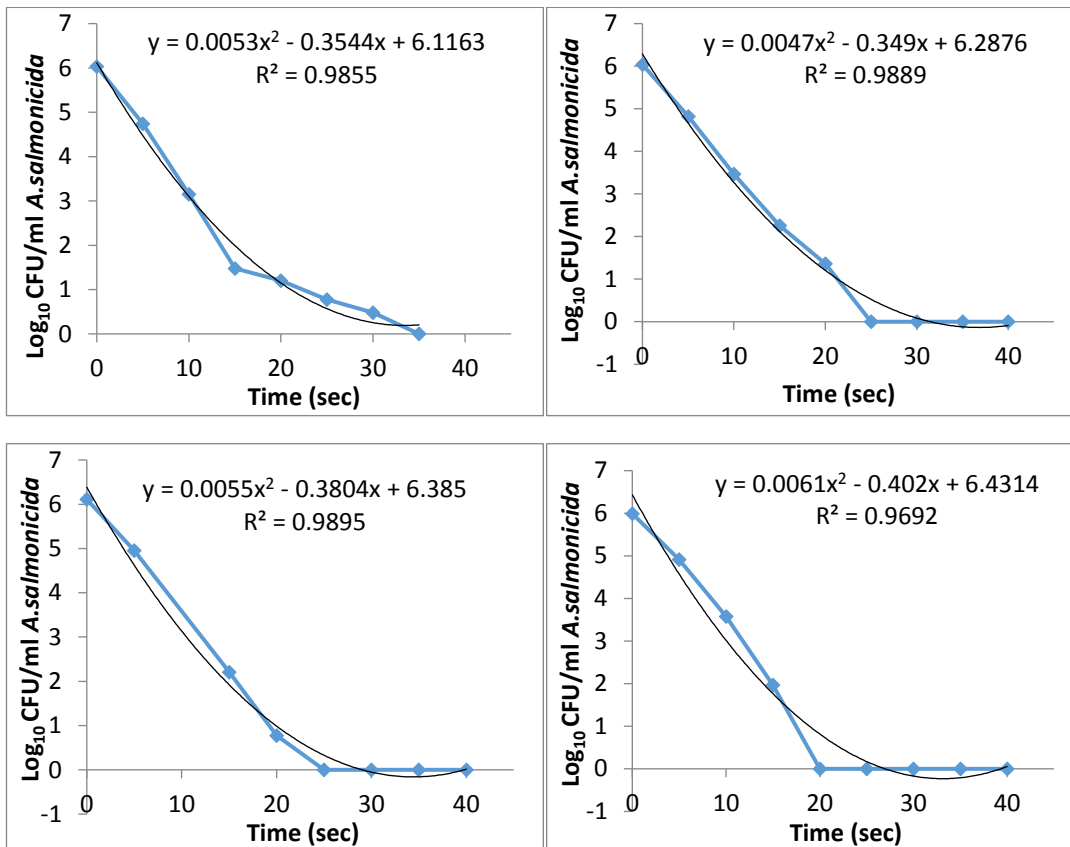 y = 0.0053x² - 0.3544x + 6.1163
R² = 0.9855
Log₁₀ CFU/ml A.salmonicida
7
6
5
4
3
2
1
0
0 10 20 30 40
Time (sec)
y = 0.0047x² - 0.349x + 6.2876
R² = 0.9889
Log₁₀ CFU/ml A.salmonicida
7
6
5
4
3
2
1
0
-1
0 10 20 30 40
Time (sec)
y = 0.0055x² - 0.3804x + 6.385
R² = 0.9895
Log₁₀ CFU/ml A.salmonicida
7
6
5
4
3
2
1
0
-1
0 10 20 30 40
Time (sec)
y = 0.0061x² - 0.402x + 6.4314
R² = 0.9692
Log₁₀ CFU/ml A.salmonicida
7
6
5
4
3
2
1
0
-1
0 10 20 30 40
Time (sec)